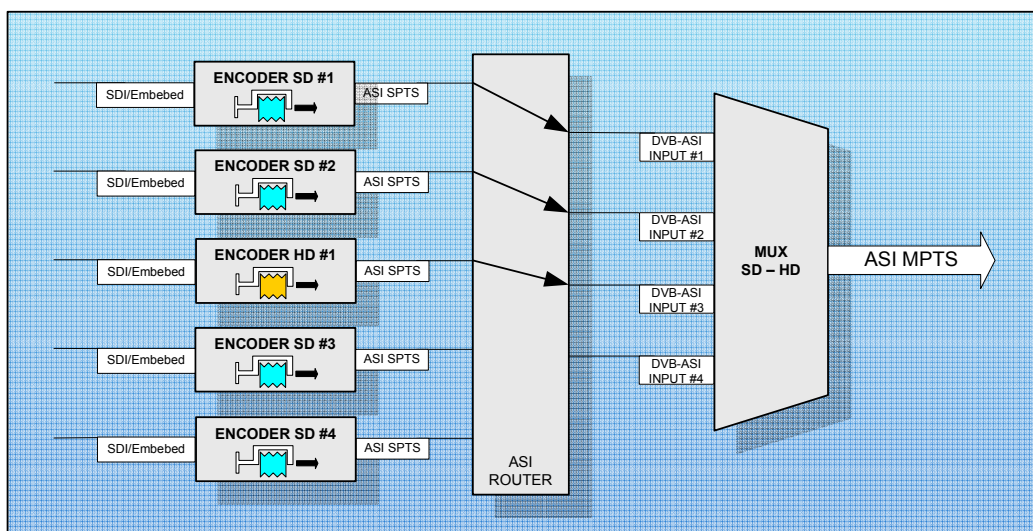 ENCODER SD #1
SDI/Embebed
ASI SPTS
ENCODER SD #2
SDI/Embebed
ASI SPTS
ENCODER HD #1
SDI/Embebed
ASI SPTS
ENCODER SD #3
SDI/Embebed
ASI SPTS
ENCODER SD #4
SDI/Embebed
ASI SPTS
ASI
ROUTER
DVB-ASI
INPUT #1
DVB-ASI
INPUT #2
DVB-ASI
INPUT #3
DVB-ASI
INPUT #4
MUX
SD – HD
ASI MPTS